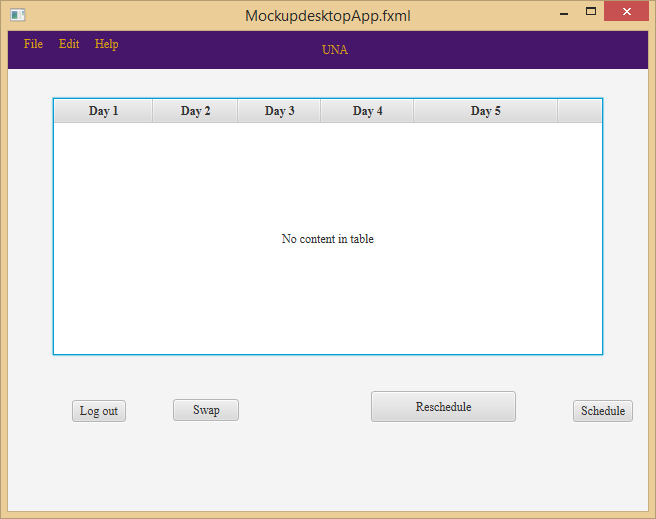 MockupdesktopApp.fxml
File Edit Help
UNA
Day 1 Day 2 Day 3 Day 4 Day 5
No content in table
Log out Swap Reschedule Schedule